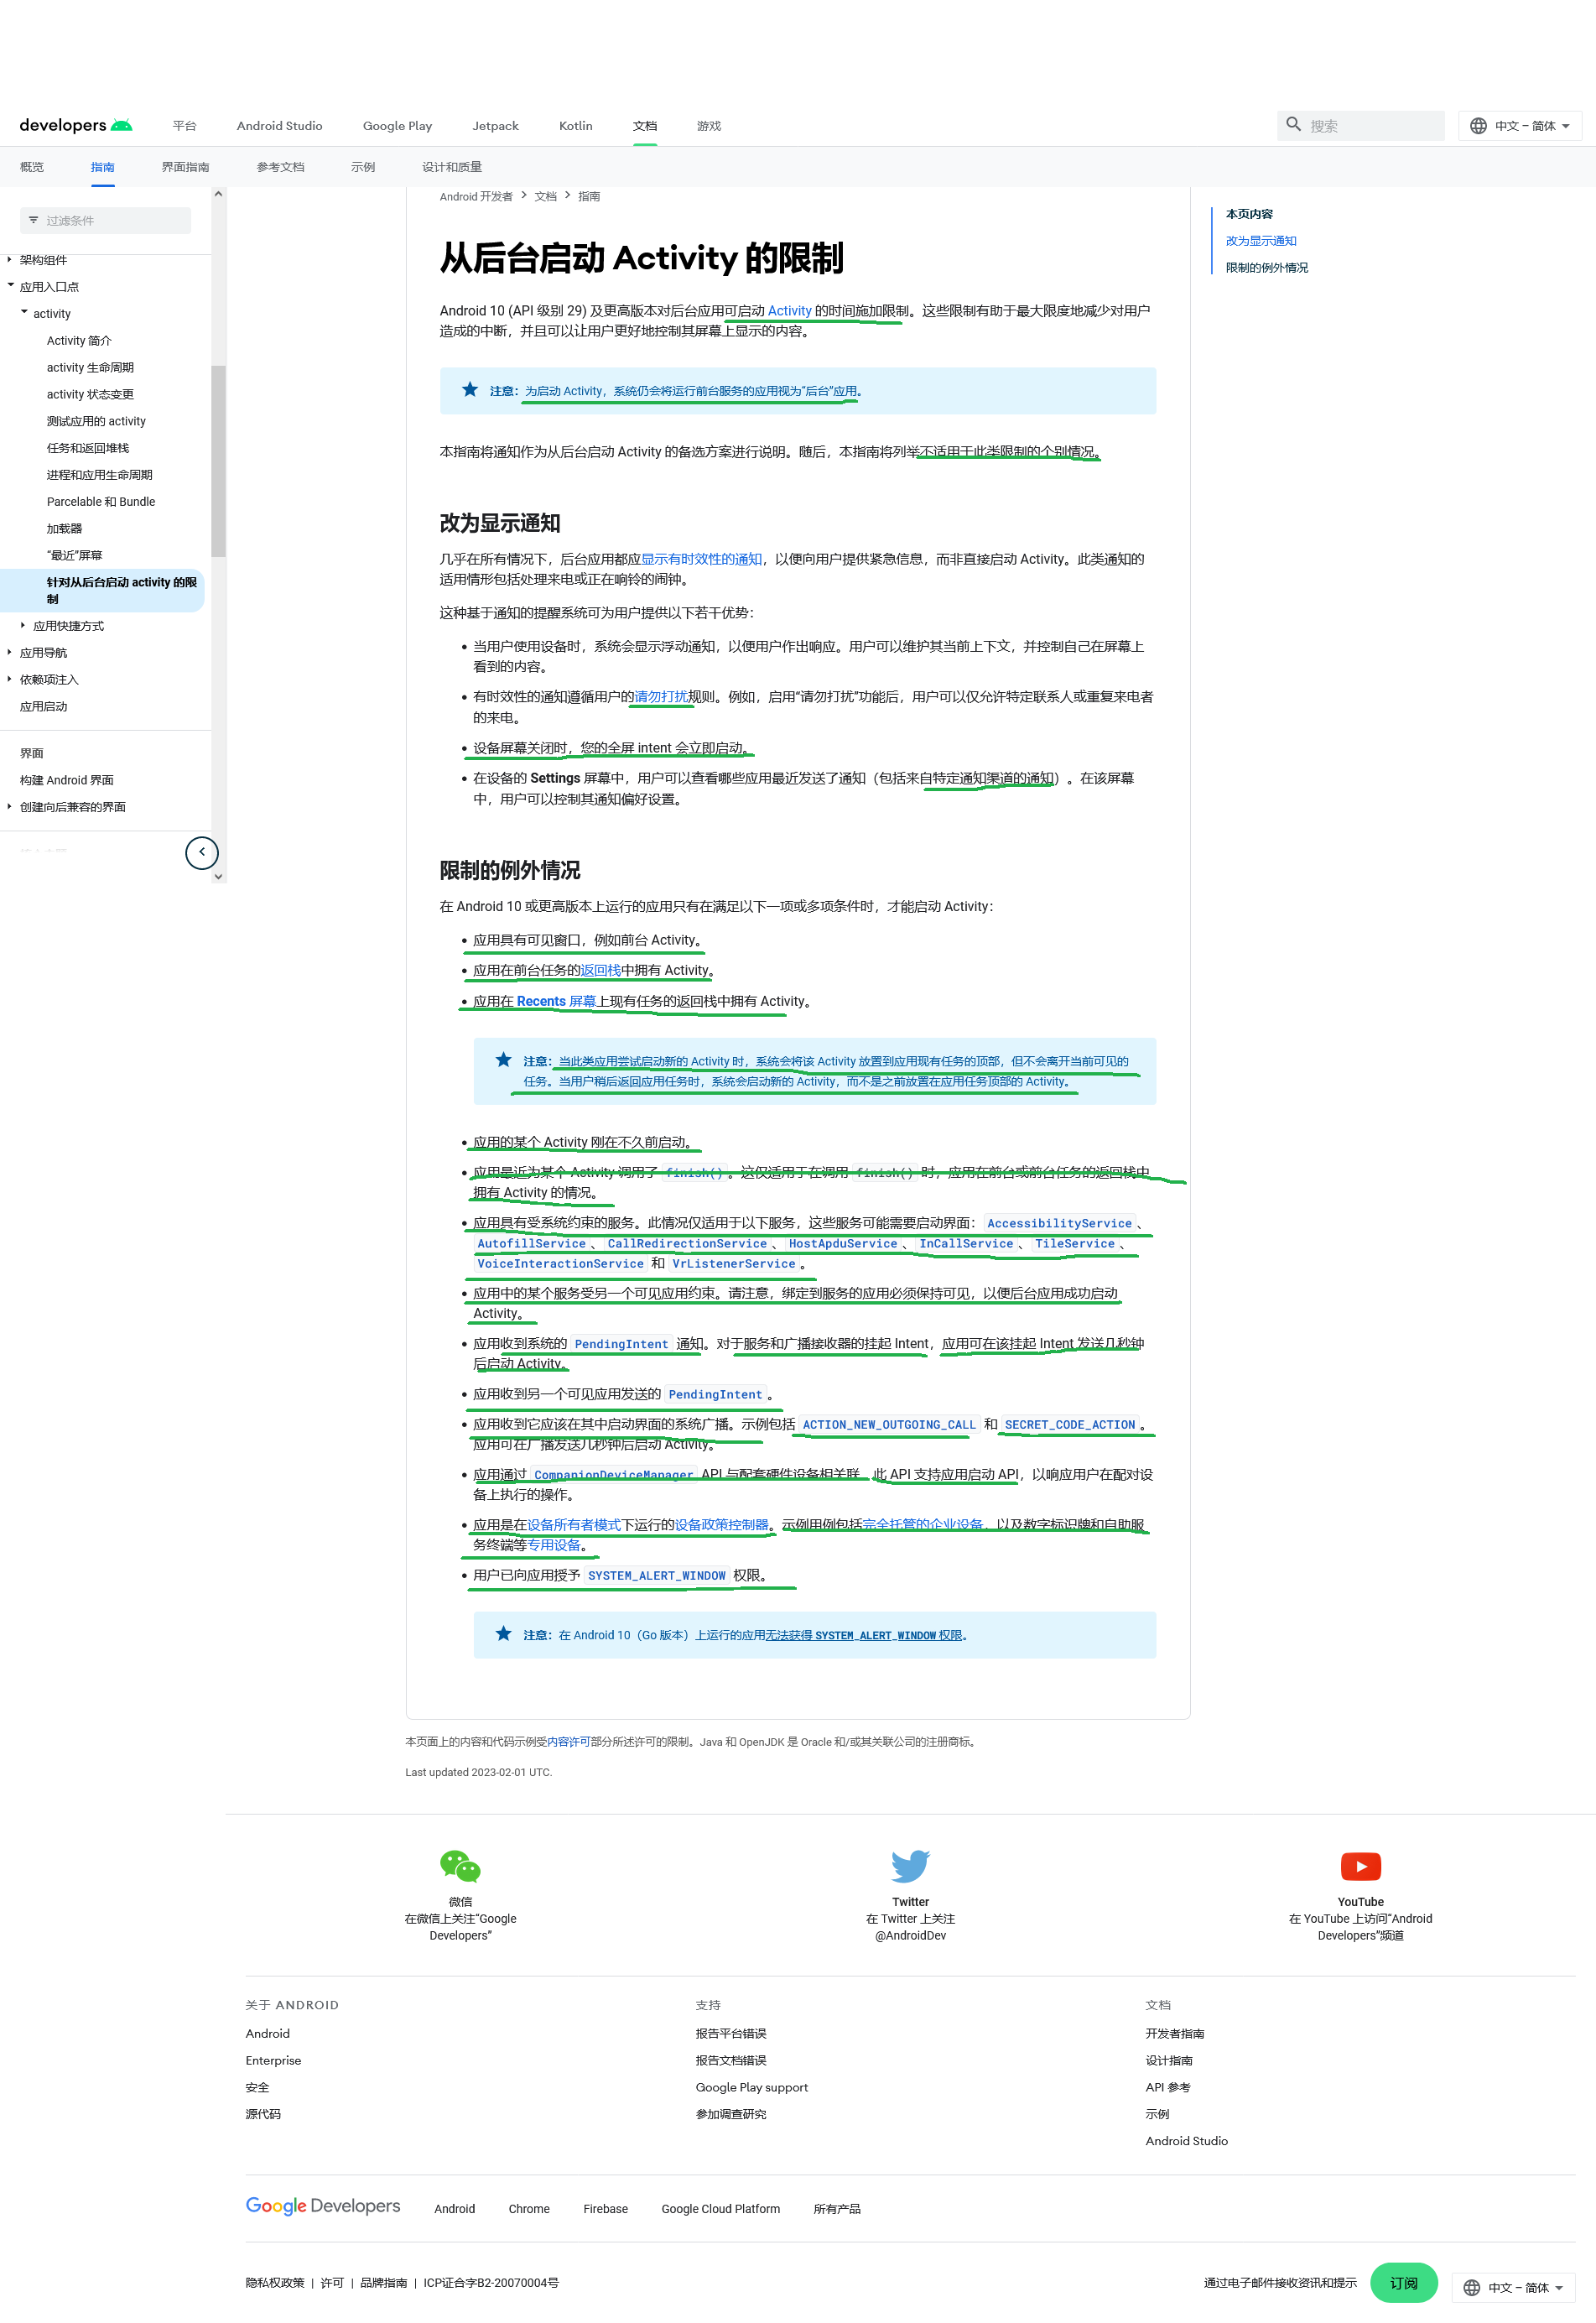 developers
平台
Android Studio
Google Play
Jetpack
Kotlin
文档
游戏
搜索
中文 – 简体
概览
指南
界面指南
参考文档
示例
设计和质量
过滤条件
架构组件
应用入口点
activity
Activity 简介
activity 生命周期
activity 状态变更
测试应用的 activity
任务和返回堆栈
进程和应用生命周期
Parcelable 和 Bundle
加载器
“最近”屏幕
针对从后台启动 activity 的限
制
应用快捷方式
应用导航
依赖项注入
应用启动
界面
构建 Android 界面
创建向后兼容的界面
Android 开发者 > 文档 > 指南
从后台启动 Activity 的限制
Android 10 (API 级别 29) 及更高版本对后台应用可启动 Activity 的时间施加限制。这些限制有助于最大限度地减少对用户
造成的中断，并且可以让用户更好地控制其屏幕上显示的内容。
注意：为启动 Activity，系统仍会将运行前台服务的应用视为“后台”应用。
本指南将通知作为从后台启动 Activity 的备选方案进行说明。随后，本指南将列举不适用于此类限制的个别情况。
改为显示通知
几乎在所有情况下，后台应用都应显示有时效性的通知，以便向用户提供紧急信息，而非直接启动 Activity。此类通知的
适用情形包括处理来电或正在响铃的闹钟。
这种基于通知的提醒系统可为用户提供以下若干优势：
• 当用户使用设备时，系统会显示浮动通知，以便用户作出响应。用户可以维护其当前上下文，并控制自己在屏幕上
看到的内容。
• 有时效性的通知遵循用户的请勿打扰规则。例如，启用“请勿打扰”功能后，用户可以仅允许特定联系人或重复来电者
的来电。
• 设备屏幕关闭时，您的全屏 intent 会立即启动。
• 在设备的 Settings 屏幕中，用户可以查看哪些应用最近发送了通知（包括来自特定通知渠道的通知）。在该屏幕
中，用户可以控制其通知偏好设置。
限制的例外情况
在 Android 10 或更高版本上运行的应用只有在满足以下一项或多项条件时，才能启动 Activity：
• 应用具有可见窗口，例如前台 Activity。
• 应用在前台任务的返回栈中拥有 Activity。
• 应用在 Recents 屏幕上现有任务的返回栈中拥有 Activity。
注意：当此类应用尝试启动新的 Activity 时，系统会将该 Activity 放置到应用现有任务的顶部，但不会离开当前可见的
任务。当用户稍后返回应用任务时，系统会启动新的 Activity，而不是之前放置在应用任务顶部的 Activity。
• 应用的某个 Activity 刚在不久前启动。
• 应用最近为某个 Activity 调用了 finish()。这仅适用于在调用 finish() 时，应用在前台或前台任务的返回栈中
拥有 Activity 的情况。
• 应用具有受系统约束的服务。此情况仅适用于以下服务，这些服务可能需要启动界面：AccessibilityService、
AutofillService、CallRedirectionService、HostApduService、InCallService、TileService、
VoiceInteractionService 和 VrListenerService。
• 应用中的某个服务受另一个可见应用约束。请注意，绑定到服务的应用必须保持可见，以便后台应用成功启动
Activity。
• 应用收到系统的 PendingIntent 通知。对于服务和广播接收器的挂起 Intent，应用可在该挂起 Intent 发送几秒钟
后启动 Activity。
• 应用收到另一个可见应用发送的 PendingIntent。
• 应用收到它应该在其中启动界面的系统广播。示例包括 ACTION_NEW_OUTGOING_CALL 和 SECRET_CODE_ACTION。
应用可在广播发送几秒钟后启动 Activity。
• 应用通过 CompanionDeviceManager API 与配套硬件设备相关联。此 API 支持应用启动 API，以响应用户在配对设
备上执行的操作。
• 应用是在设备所有者模式下运行的设备政策控制器。示例用例包括完全托管的企业设备，以及数字标识牌和自助服
务终端等专用设备。
• 用户已向应用授予 SYSTEM_ALERT_WINDOW 权限。
注意：在 Android 10（Go 版本）上运行的应用无法获得 SYSTEM_ALERT_WINDOW 权限。
本页内容
改为显示通知
限制的例外情况
本页面上的内容和代码示例受内容许可部分所述许可的限制。Java 和 OpenJDK 是 Oracle 和/或其关联公司的注册商标。
Last updated 2023-02-01 UTC.
微信
在微信上关注“Google
Developers”
Twitter
在 Twitter 上关注
@AndroidDev
YouTube
在 YouTube 上访问“Android
Developers”频道
关于 ANDROID
Android
Enterprise
安全
源代码
支持
报告平台错误
报告文档错误
Google Play support
参加调查研究
文档
开发者指南
设计指南
API 参考
示例
Android Studio
Google Developers
Android
Chrome
Firebase
Google Cloud Platform
所有产品
隐私权政策 | 许可 | 品牌指南 | ICP证合字B2-20070004号
通过电子邮件接收资讯和提示
订阅
中文 – 简体